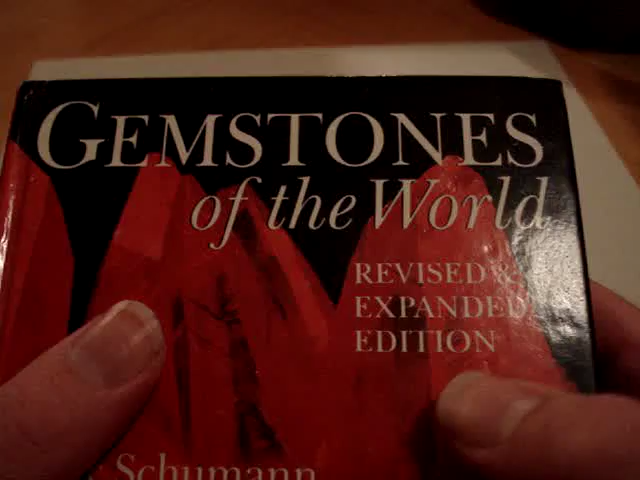 GEMSTONES
of the World
REVISED &
EXPANDED
EDITION
Schumann